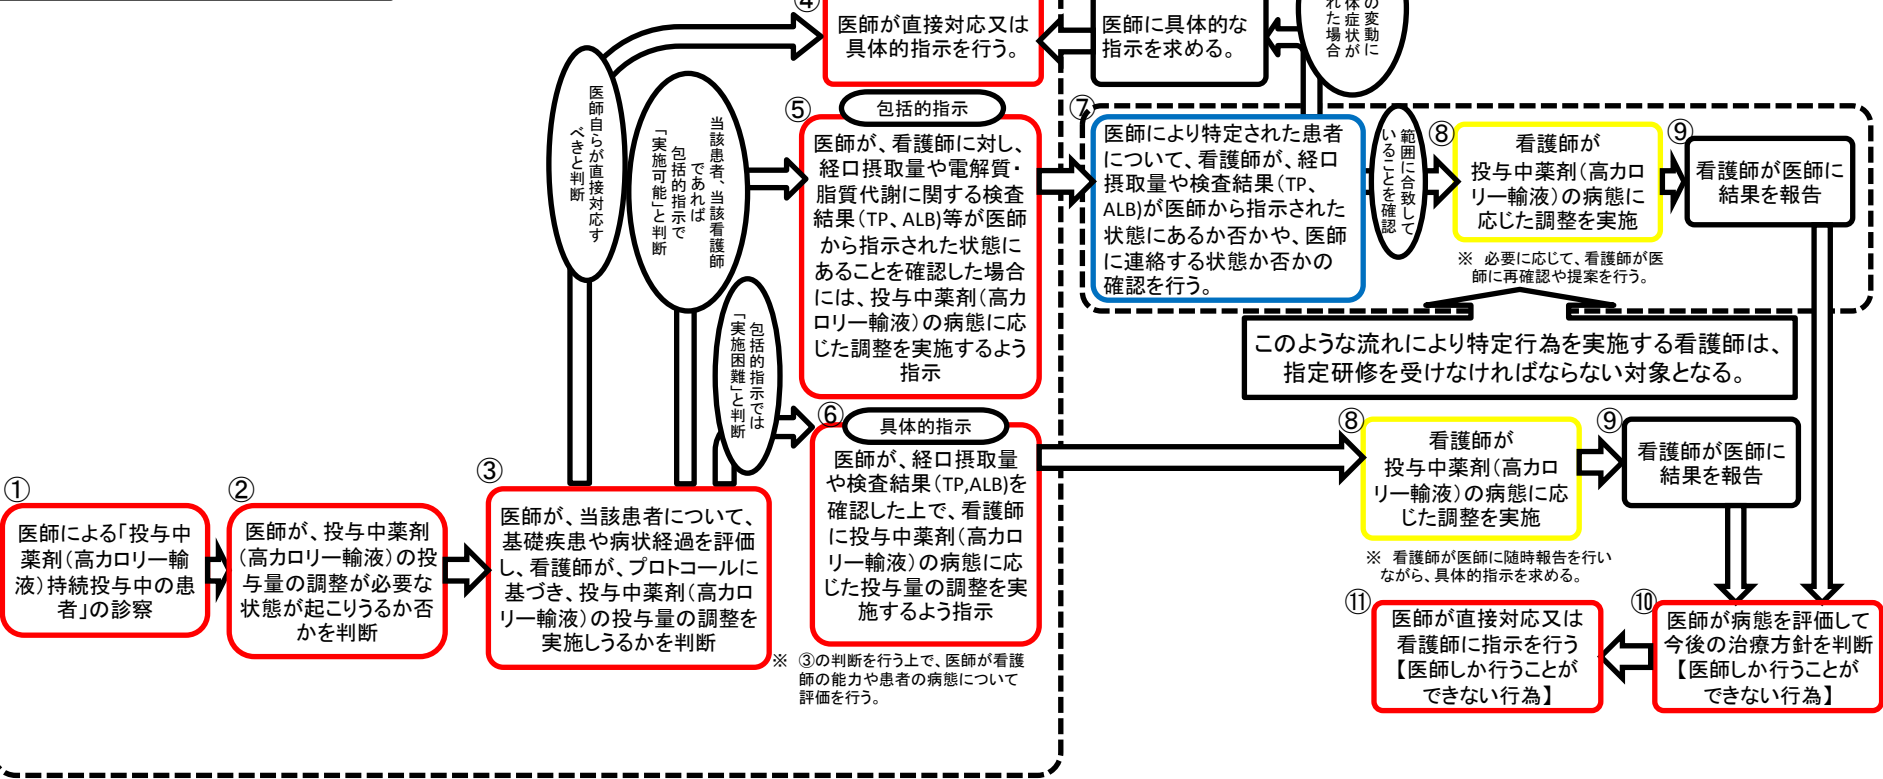 ④
医師が直接対応又は
具体的指示を行う。
医師に具体的な
指示を求める。
の変動に
体症状が
れた場合
医師自らが直接対応す
べきと判断
当該患者、当該看護師
であれば
包括的指示で
「実施可能」と判断
包括的指示では
「実施困難」と判断
⑤
包括的指示
医師が、看護師に対し、
経口摂取量や電解質・
脂質代謝に関する検査
結果（TP、ALB）等が医師
から指示された状態に
あることを確認した場合
には、投与中薬剤（高カ
ロリー輸液）の病態に応
じた調整を実施するよう
指示
⑦
医師により特定された患者
について、看護師が、経口
摂取量や検査結果（TP、
ALB）が医師から指示された
状態にあるか否かや、医師
に連絡する状態か否かの
確認を行う。
範囲に合致して
いることを確認
⑧
看護師が
投与中薬剤（高カロ
リー輸液）の病態に
応じた調整を実施
※ 必要に応じて、看護師が医
師に再確認や提案を行う。
⑨
看護師が医師に
結果を報告
このような流れにより特定行為を実施する看護師は、
指定研修を受けなければならない対象となる。
⑥
具体的指示
医師が、経口摂取量
や検査結果（TP,ALB)を
確認した上で、看護師
に投与中薬剤（高カロ
リー輸液）の病態に応
じた投与量の調整を実
施するよう指示
⑧
看護師が
投与中薬剤（高カロ
リー輸液）の病態に応
じた調整を実施
※ 看護師が医師に随時報告を行い
ながら、具体的指示を求める。
⑨
看護師が医師に
結果を報告
①
医師による「投与中
薬剤（高カロリー輸
液）持続投与中の患
者」の診察
②
医師が、投与中薬剤
（高カロリー輸液）の投
与量の調整が必要な
状態が起こりうるか否
かを判断
③
医師が、当該患者について、
基礎疾患や病状経過を評価
し、看護師が、プロトコールに
基づき、投与中薬剤（高カロ
リー輸液）の投与量の調整を
実施しうるかを判断
※ ③の判断を行う上で、医師が看護
師の能力や患者の病態について
評価を行う。
⑪
医師が直接対応又は
看護師に指示を行う
【医師しか行うことが
できない行為】
⑩
医師が病態を評価して
今後の治療方針を判断
【医師しか行うことが
できない行為】